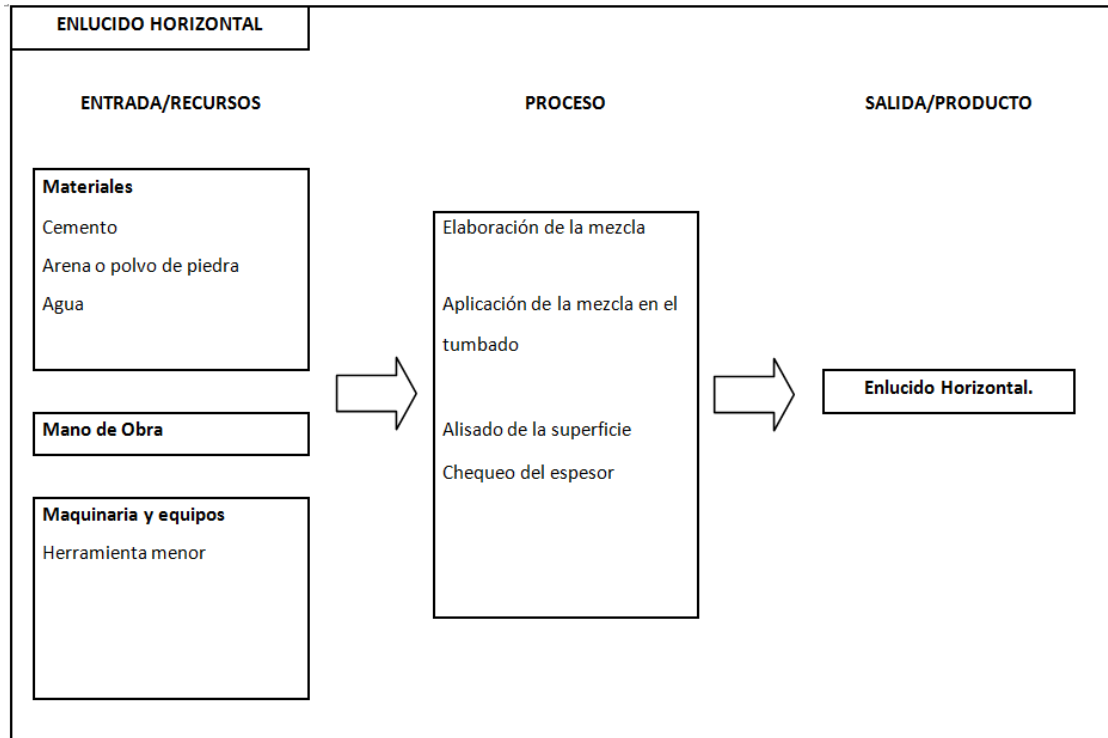 ENLUCIDO HORIZONTAL
ENTRADA/RECURSOS
PROCESO
SALIDA/PRODUCTO
Materiales
Cemento
Arena o polvo de piedra
Agua
Mano de Obra
Maquinaria y equipos
Herramienta menor
Elaboración de la mezcla
Aplicación de la mezcla en el
tumbado
Alisado de la superficie
Chequeo del espesor
Enlucido Horizontal.